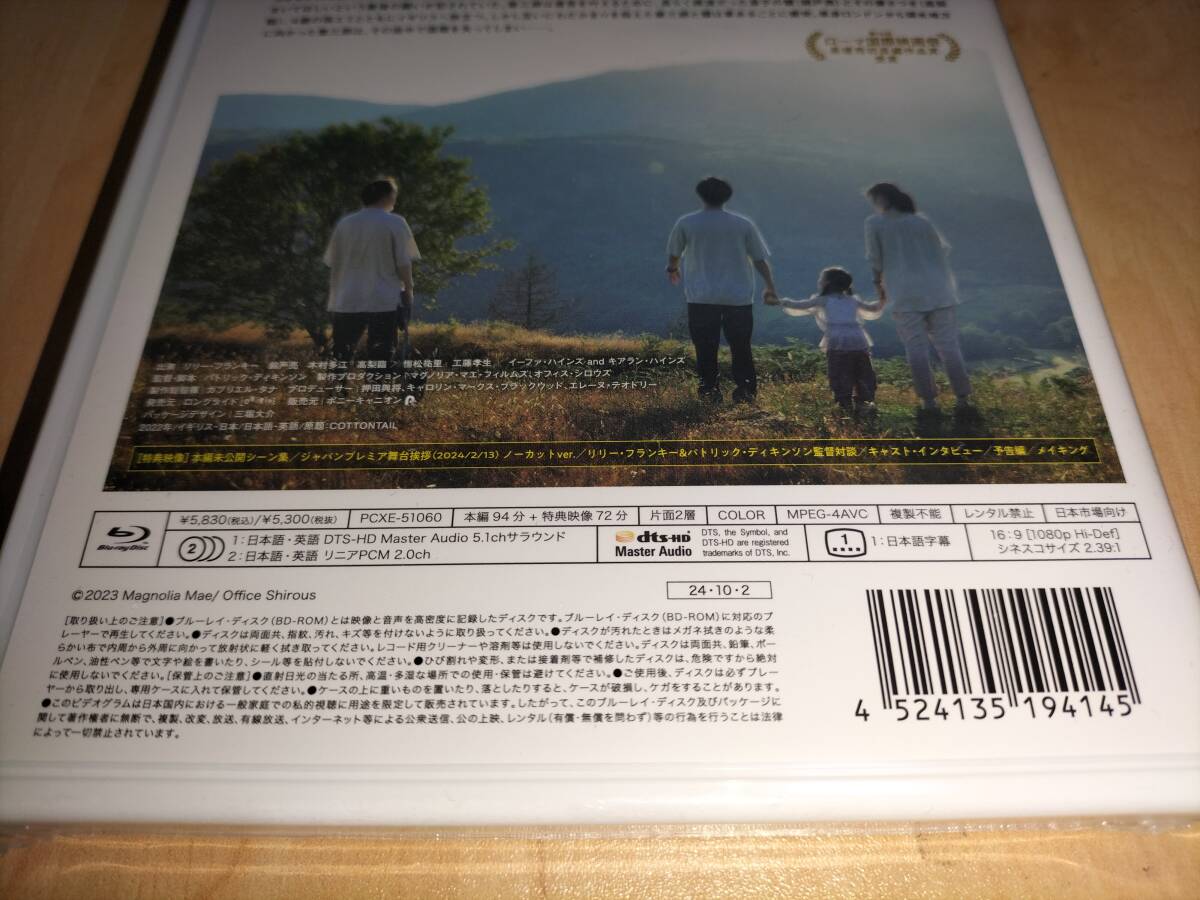 ローマ国際映画祭
出演:リリー・フランキー 錦戸亮 木村多江 高梨臨 恒松祐里 工藤孝生 イーファ・ハインズ and キアラン・ハインズ
監督・脚本:パトリック・ディキンソン 製作プロダクション:マグノリア・マエ・フィルムズ、オフィス・シロウズ
製作総指揮:ガブリエル・タナ プロデューサー:押田興将、キャロリン・マークス・ブラックウッド、エレーヌ・テオドリー
発売元:ロングライド 販売元:ポニーキャニオン
パッケージデザイン:三堀大介
2022年/イギリス・日本/日本語・英語/原題:COTTONTAIL
[特典映像]本編未公開シーン集/ジャパンプレミア舞台挨拶(2024/2/13) ノーカットver./リリー・フランキー&パトリック・ディキンソン監督対談/キャスト・インタビュー/予告編/メイキング
Blu-ray Disc ¥5,830(税込)/¥5,300(税抜) PCXE-51060 本編 94 分 + 特典映像 72 分 片面2層 COLOR MPEG-4AVC 複製不能 レンタル禁止 日本市場向け
2 1:日本語・英語 DTS-HD Master Audio 5.1chサラウンド
2:日本語・英語 リニアPCM 2.0ch
dts-HD Master Audio
DTS, the Symbol, and
DTS-HD are registered
trademarks of DTS, Inc.
1 1:日本語字幕
16:9 [1080p Hi-Def]
シネスコサイズ 2.39:1
©2023 Magnolia Mae/ Office Shirous
24・10・2
[取り扱い上のご注意]●ブルーレイ・ディスク(BD-ROM)とは映像と音声を高密度に記録したディスクです。ブルーレイ・ディスク(BD-ROM)に対応のプ
レーヤーで再生してください。●ディスクは両面共、指紋、汚れ、キズ等を付けないように取り扱ってください。●ディスクが汚れたときはメガネ拭きのような柔
らかい布で内周から外周に向かって放射状に軽く拭き取ってください。レコード用クリーナーや溶剤等は使用しないでください。ディスクは両面共、鉛筆、ボー
ルペン、油性ペン等で文字や絵を書いたり、シール等を貼付しないでください。●ひび割れや変形、または接着剤等で補修したディスクは、危険ですから絶対
に使用しないでください。[保管上のご注意]●直射日光の当たる所、高温・多湿な場所での使用・保管は避けてください。●ご使用後、ディスクは必ずプレー
ヤーから取り出し、専用ケースに入れて保管してください。●ケースの上に重いものを置いたり、落としたりすると、ケースが破損し、ケガをすることがあります。
●このビデオグラムは日本国内における一般家庭での私的視聴に用途を限定して販売されています。したがって、このブルーレイ・ディスク及びパッケージに
関して著作権者に無断で、複製、改変、放送、有線放送、インターネット等による公衆送信、公の上映、レンタル(有償・無償を問わず)等の行為を行うことは法律
によって一切禁止されています。
4 524135 194145